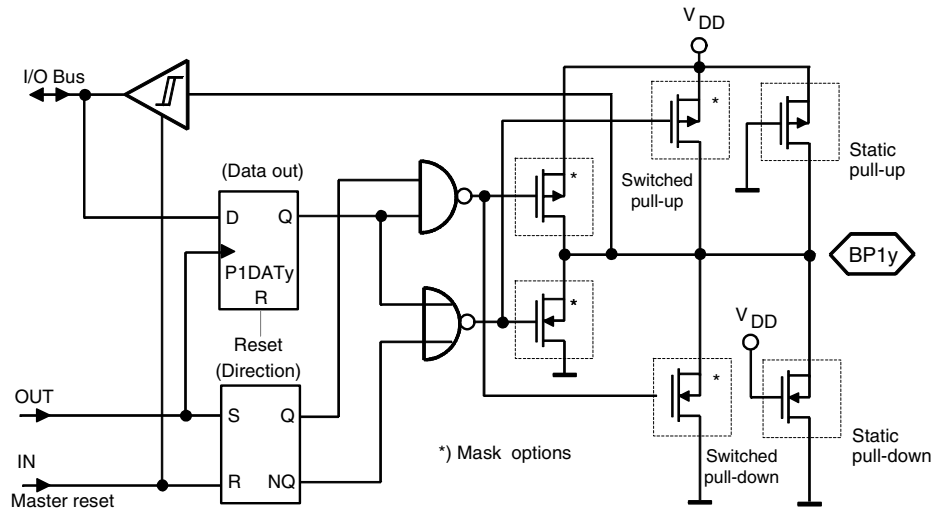 V DD
I/O Bus
*
*
Static
pull-up
(Data out)
Switched
pull-up
D
Q
P1DATy
R
BP1y
*
V DD
Reset
(Direction)
OUT
S
Q
*
*) Mask options
Static
pull-down
IN
Master reset
R
NQ
Switched
pull-down